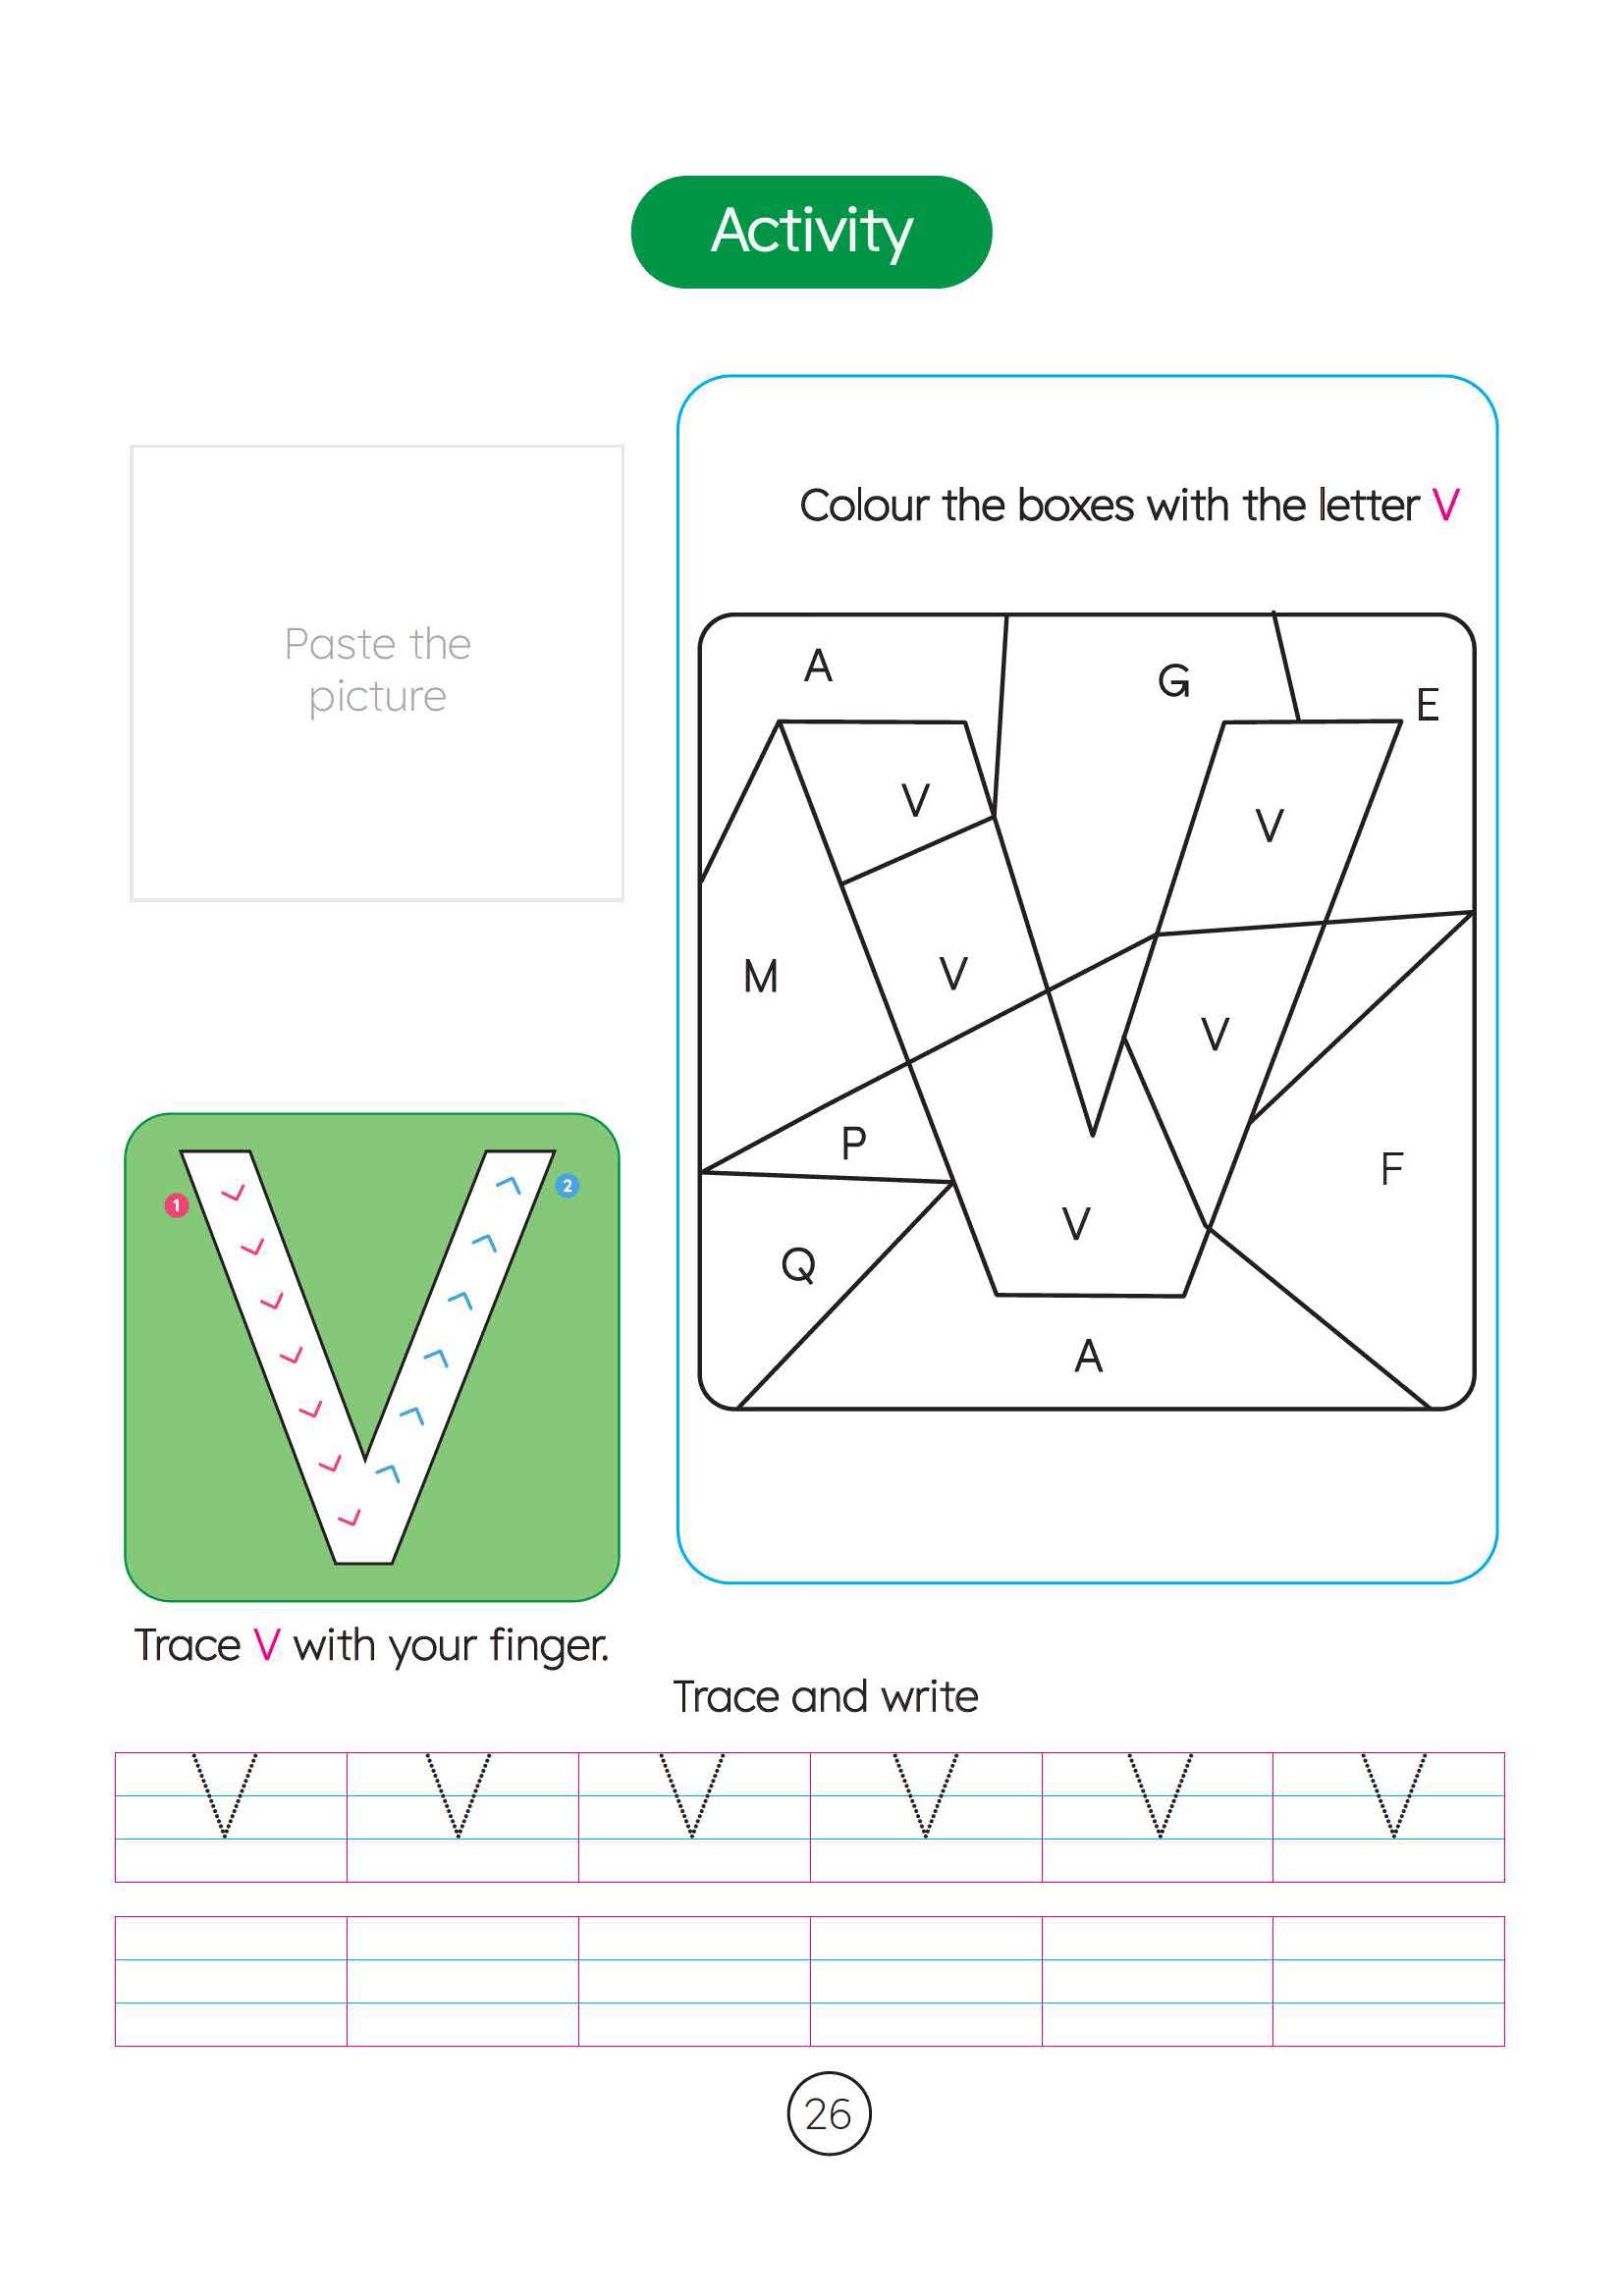 Activity
Paste the
picture
Colour the boxes with the letter V
A
G
E
V
V
M
V
V
P
F
V
Q
A
1
2
Trace V with your finger.
Trace and write
V V V V V V
26